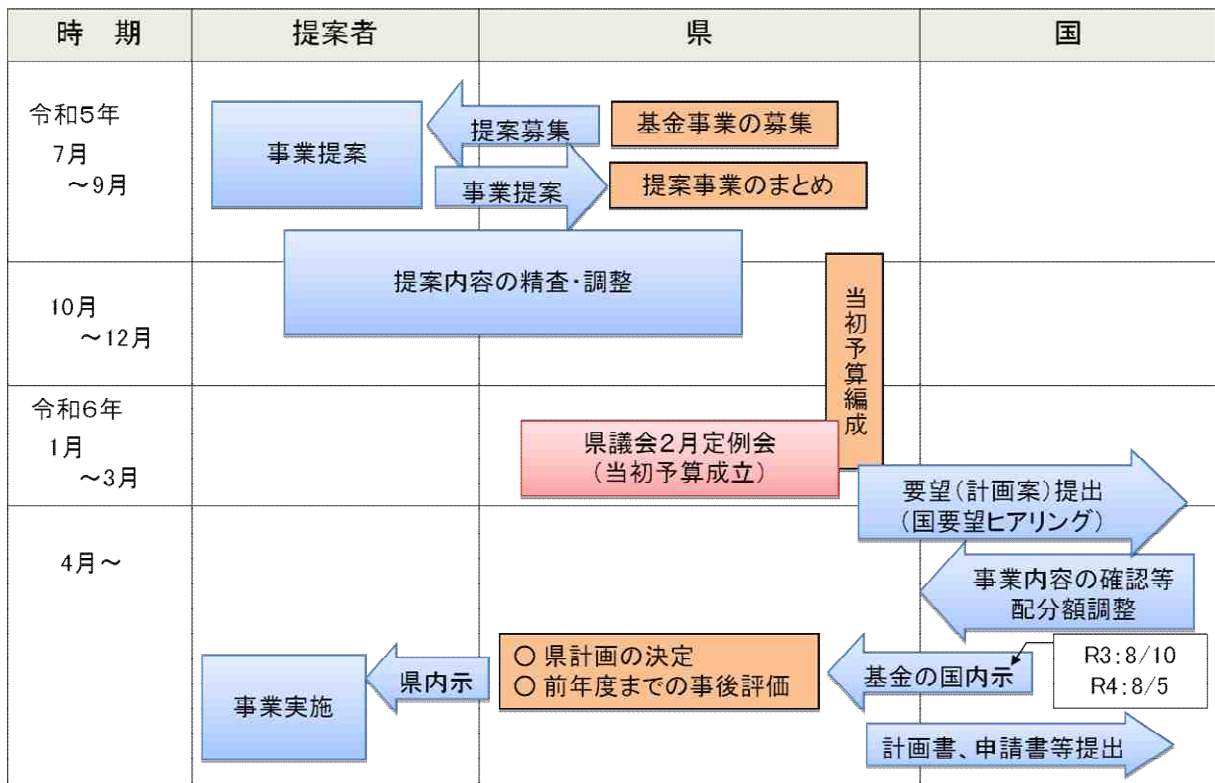 時　期
提案者
県
国
令和5年
7月
～9月
事業提案
提案募集
基金事業の募集
事業提案
提案事業のまとめ
提案内容の精査・調整
10月
～12月
当初予算編成
令和6年
1月
～3月
県議会2月定例会
(当初予算成立)
要望(計画案)提出
(国要望ヒアリング)
4月～
事業内容の確認等
配分額調整
事業実施
県内示
○ 県計画の決定
○ 前年度までの事後評価
基金の国内示
R3:8/10
R4:8/5
計画書、申請書等提出